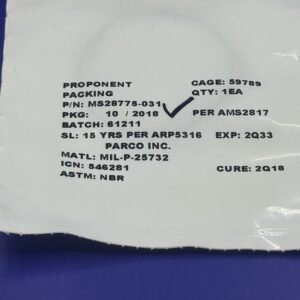 PROPONENT CAGE: 59789
PACKING QTY: 1EA
P/N: MS28775-031
PKG: 10 / 2018 PER AMS2817
BATCH: 61211
SL: 15 YRS PER ARP5316 EXP: 2Q33
PARCO INC.
MATL: MIL-P-25732
ICN: 546281 CURE: 2Q18
ASTM: NBR